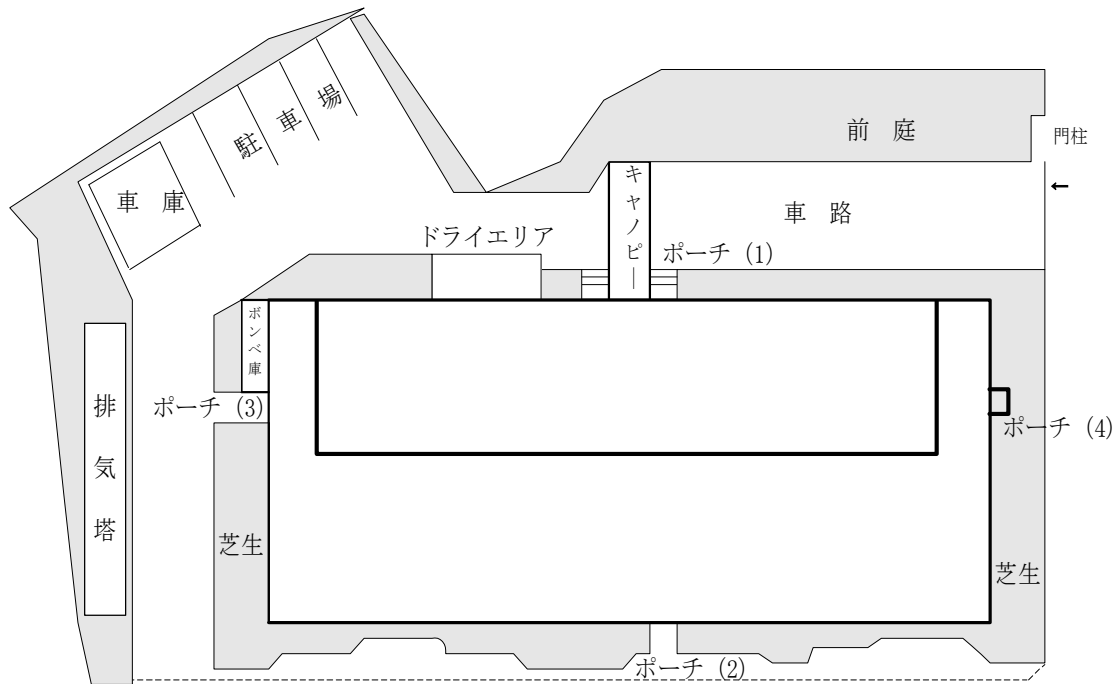 駐車場
前庭
門柱
車庫
キャノピー
車路
←
ドライエリア
ポーチ (1)
ボンベ庫
ポーチ (3)
排気塔
ポーチ (4)
芝生
芝生
ポーチ (2)